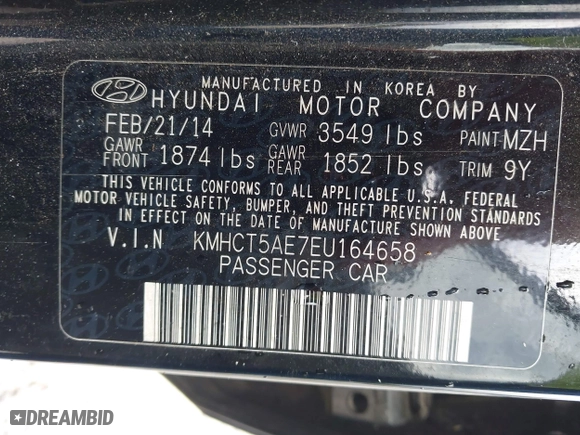 MANUFACTURED IN KOREA BY
HYUNDAI MOTOR COMPANY
FEB/21/14 GVWR 3549 lbs PAINT MZH
GAWR FRONT 1874 lbs GAWR REAR 1852 lbs TRIM 9Y
THIS VEHICLE CONFORMS TO ALL APPLICABLE U.S.A. FEDERAL
MOTOR VEHICLE SAFETY, BUMPER, AND THEFT PREVENTION STANDARDS
IN EFFECT ON THE DATE OF MANUFACTURE SHOWN ABOVE.
V.I.N KMHCT5AE7EU164658
PASSENGER CAR
DREAMBID